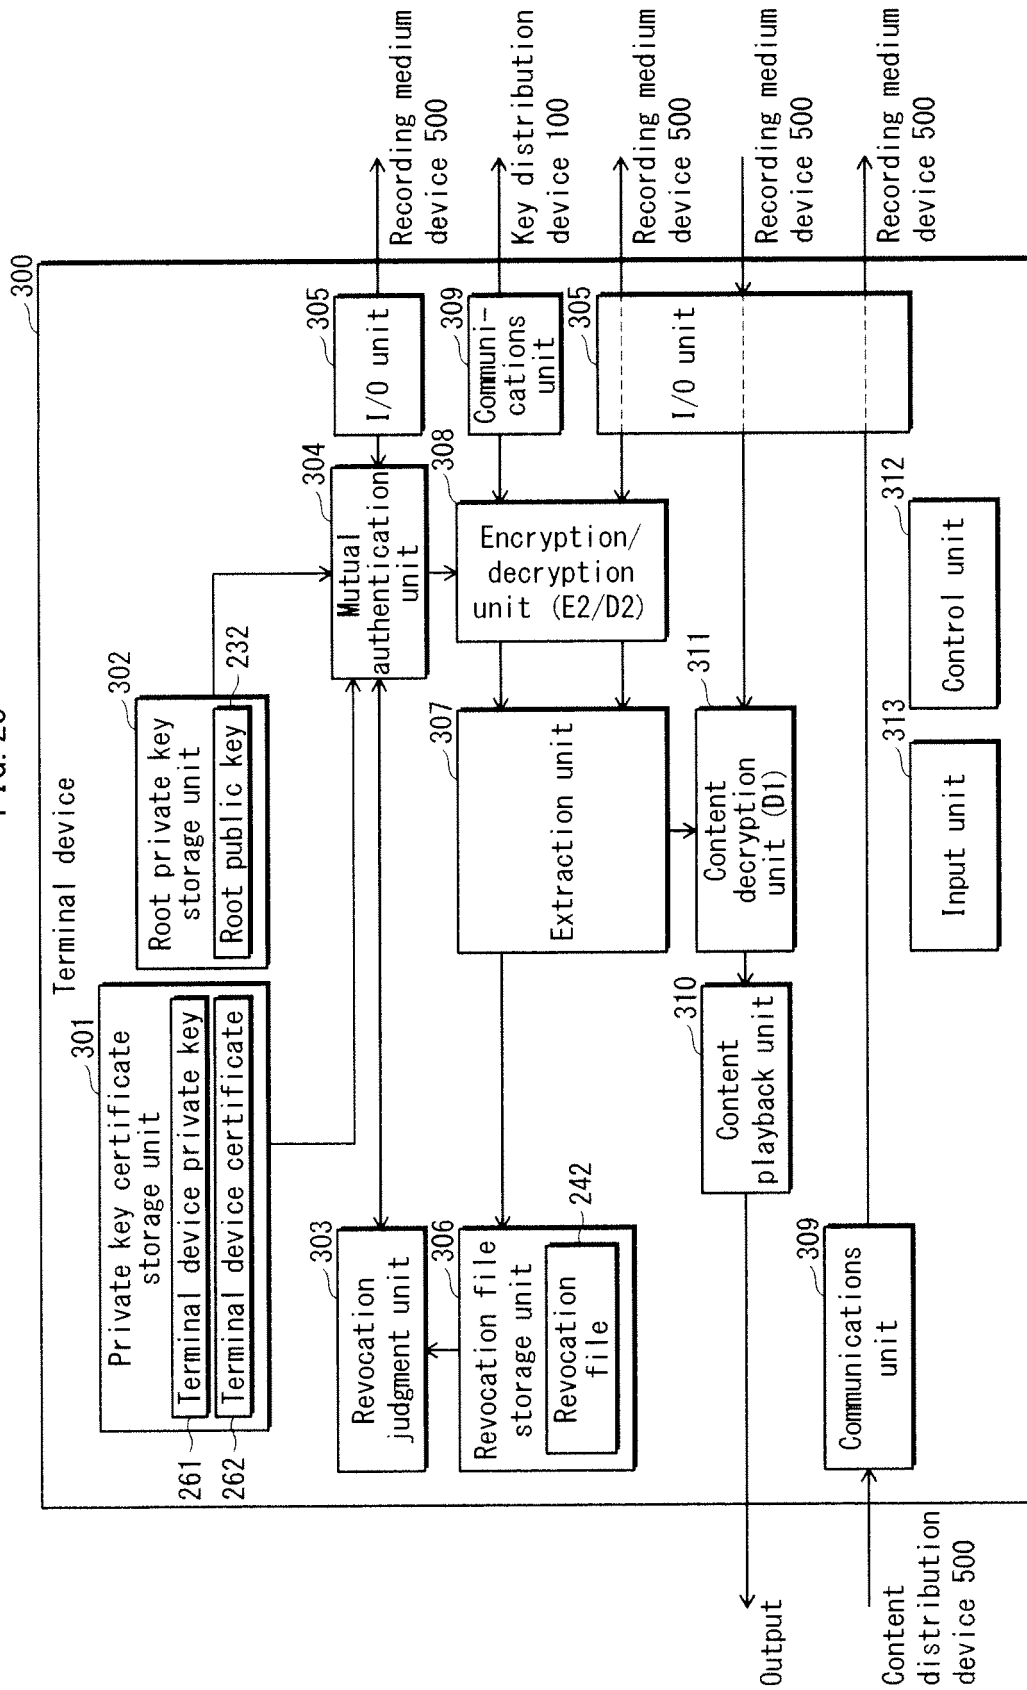 300
Terminal device
301
Private key certificate
storage unit
261
Terminal device private key
262
Terminal device certificate
302
Root private key
storage unit
232
Root public key
303
Revocation
judgment unit
304
Mutual
authentication
unit
305
I/O unit
Recording medium
device 500
306
Revocation file
storage unit
242
Revocation
file
307
Extraction unit
308
Encryption/
decryption
unit (E2/D2)
309
Communi-
cations
unit
Key distribution
device 100
305
I/O unit
Recording medium
device 500
Output
310
Content
playback unit
311
Content
decryption
unit (D1)
Recording medium
device 500
Content
distribution
device 500
309
Communications
unit
Recording medium
device 500
313
Input unit
312
Control unit